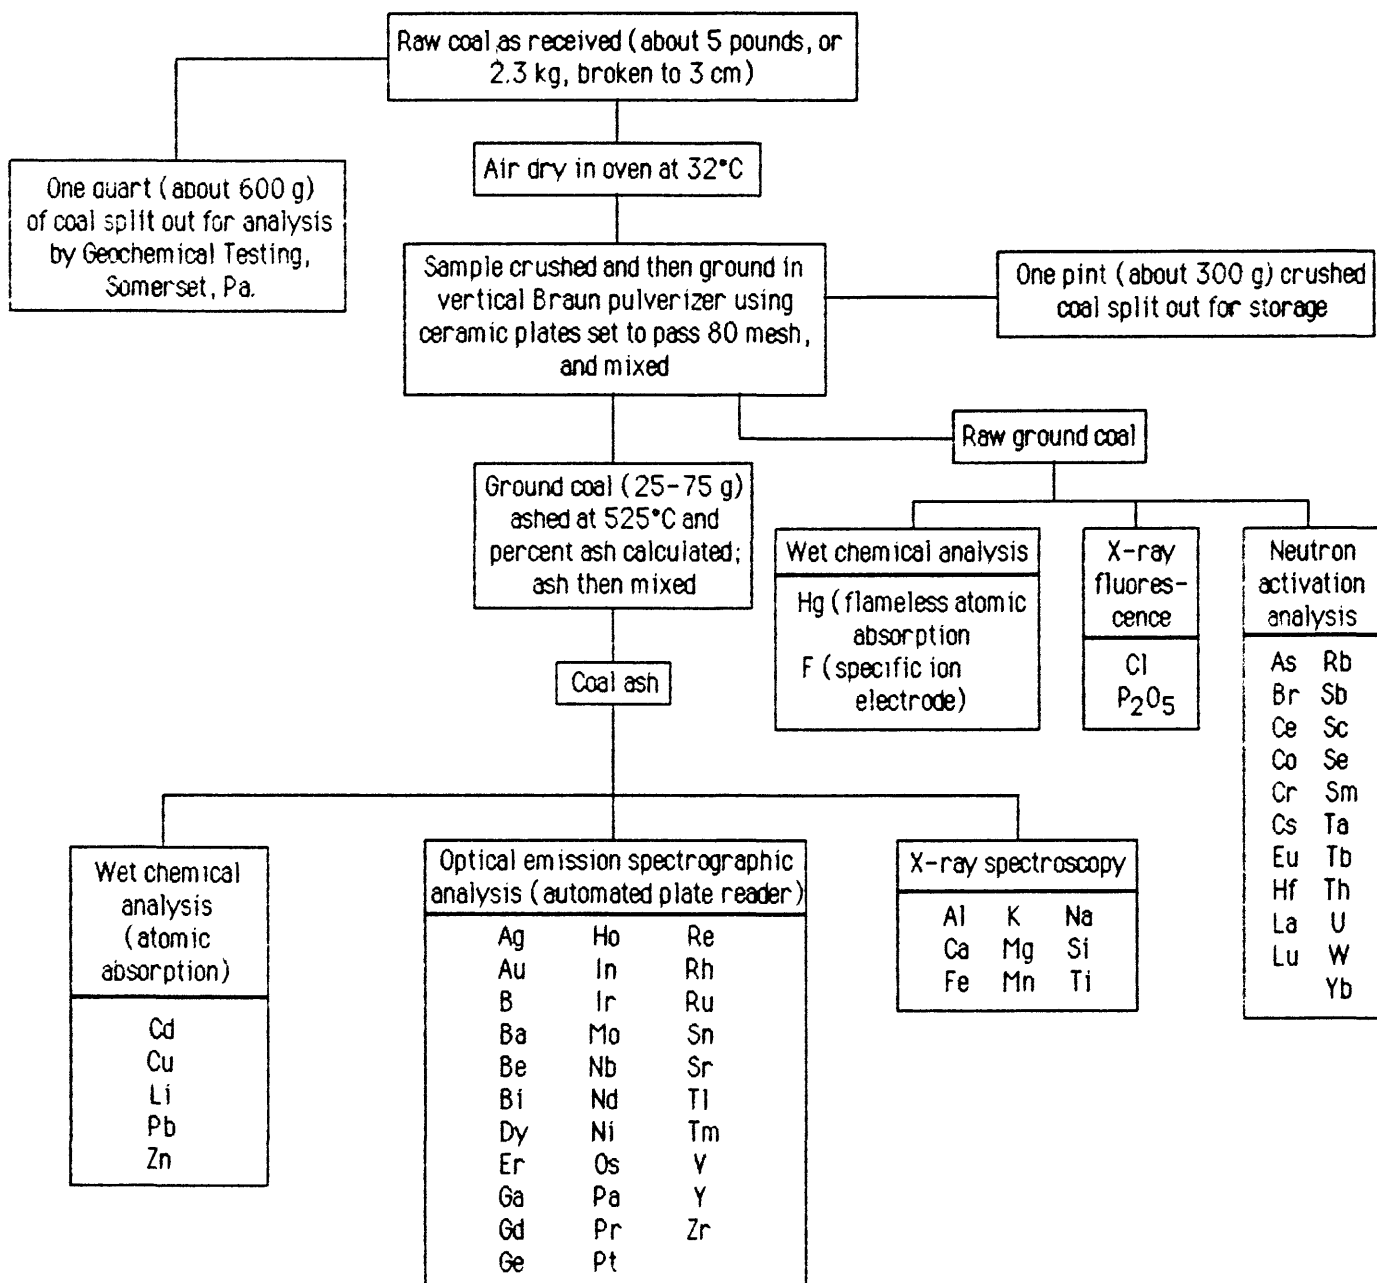 Raw coal as received (about 5 pounds, or
2.3 kg, broken to 3 cm)
One quart (about 600 g)
of coal split out for analysis
by Geochemical Testing,
Somerset, Pa.
Air dry in oven at 32°C
Sample crushed and then ground in
vertical Braun pulverizer using
ceramic plates set to pass 80 mesh,
and mixed
One pint (about 300 g) crushed
coal split out for storage
Raw ground coal
Ground coal (25-75 g)
ashed at 525°C and
percent ash calculated;
ash then mixed
Wet chemical analysis
Hg (flameless atomic
absorption
F (specific ion
electrode)
X-ray
fluores-
cence
Cl
P2O5
Neutron
activation
analysis
As Rb
Br Sb
Ce Sc
Co Se
Cr Sm
Cs Ta
Eu Tb
Hf Th
La U
Lu W
Yb
Coal ash
Wet chemical
analysis
(atomic
absorption)
Cd
Cu
Li
Pb
Zn
Optical emission spectrographic
analysis (automated plate reader)
Ag Ho Re
Au In Rh
B Ir Ru
Ba Mo Sn
Be Nb Sr
Bi Nd Tl
Dy Ni Tm
Er Os V
Ga Pa Y
Gd Pr Zr
Ge Pt
X-ray spectroscopy
Al K Na
Ca Mg Si
Fe Mn Ti